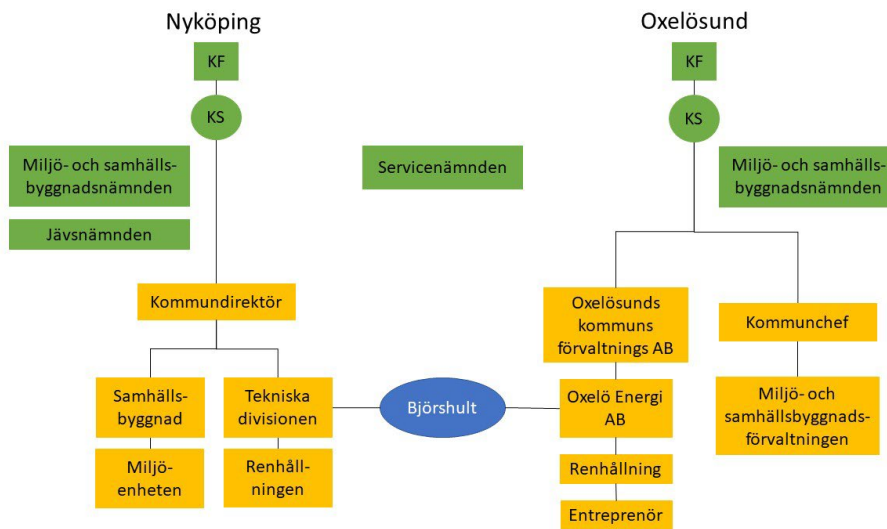 Nyköping
KF
KS
Miljö- och samhälls-
byggnadsnämnden
Jävsnämnden
Kommundirektör
Samhälls-
byggnad
Miljö-
enheten
Tekniska
divisionen
Renhåll-
ningen
Servicenämnden
Björshult
Oxelösund
KF
KS
Miljö- och samhälls-
byggnadsnämnden
Oxelösunds
kommuns
förvaltnings AB
Oxelö Energi
AB
Renhållning
Entreprenör
Kommunchef
Miljö- och
samhällsbyggnads-
förvaltningen